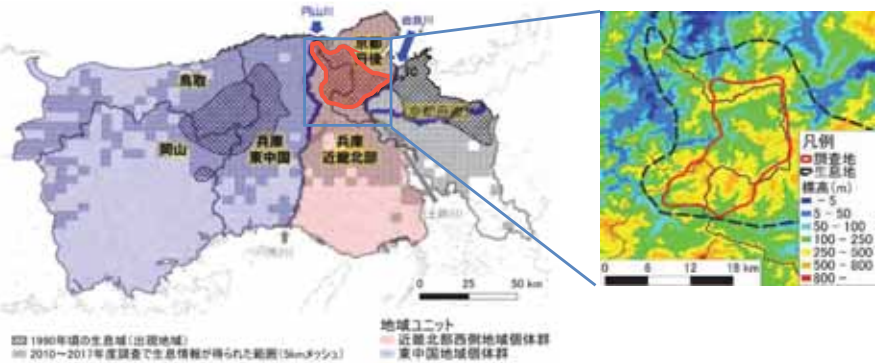 円山川
由良川
京都
丹後
鳥取
岡山
兵庫
東中国
兵庫
近畿北部
0 25 50 km
1990年頃の生息域(出現地域)
2010～2017年度調査で生息情報が得られた範囲(5kmメッシュ)
地域ユニット
近畿北部西側地域個体群
東中国地域個体群
凡例
調査地
生息地
標高(m)
- 5
5 - 50
50 - 100
100 - 250
250 - 500
500 - 800
800 -
0 6 12 18 km